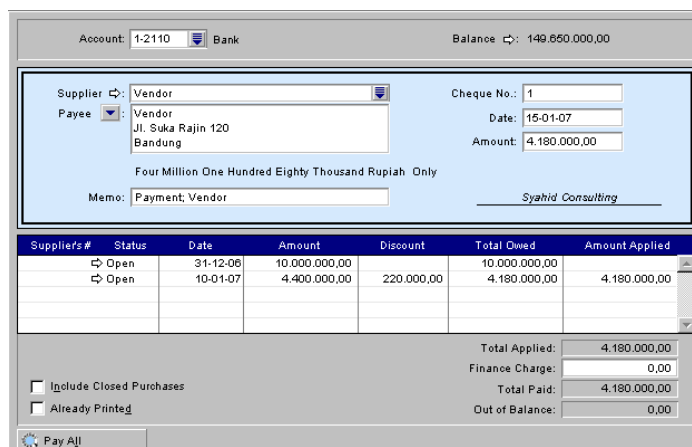 Account: 1-2110 Bank Balance ⇨: 149.650.000,00
Supplier ⇨: Vendor Cheque No.: 1
Payee : Vendor Date: 15-01-07
Jl. Suka Rajin 120
Bandung Amount: 4.180.000,00
Four Million One Hundred Eighty Thousand Rupiah Only
Memo: Payment; Vendor Syahid Consulting
Supplier's # Status Date Amount Discount Total Owed Amount Applied
⇨ Open 31-12-06 10.000.000,00 10.000.000,00
⇨ Open 10-01-07 4.400.000,00 220.000,00 4.180.000,00 4.180.000,00
Total Applied: 4.180.000,00
Finance Charge: 0,00
Include Closed Purchases Total Paid: 4.180.000,00
Already Printed Out of Balance: 0,00
Pay All